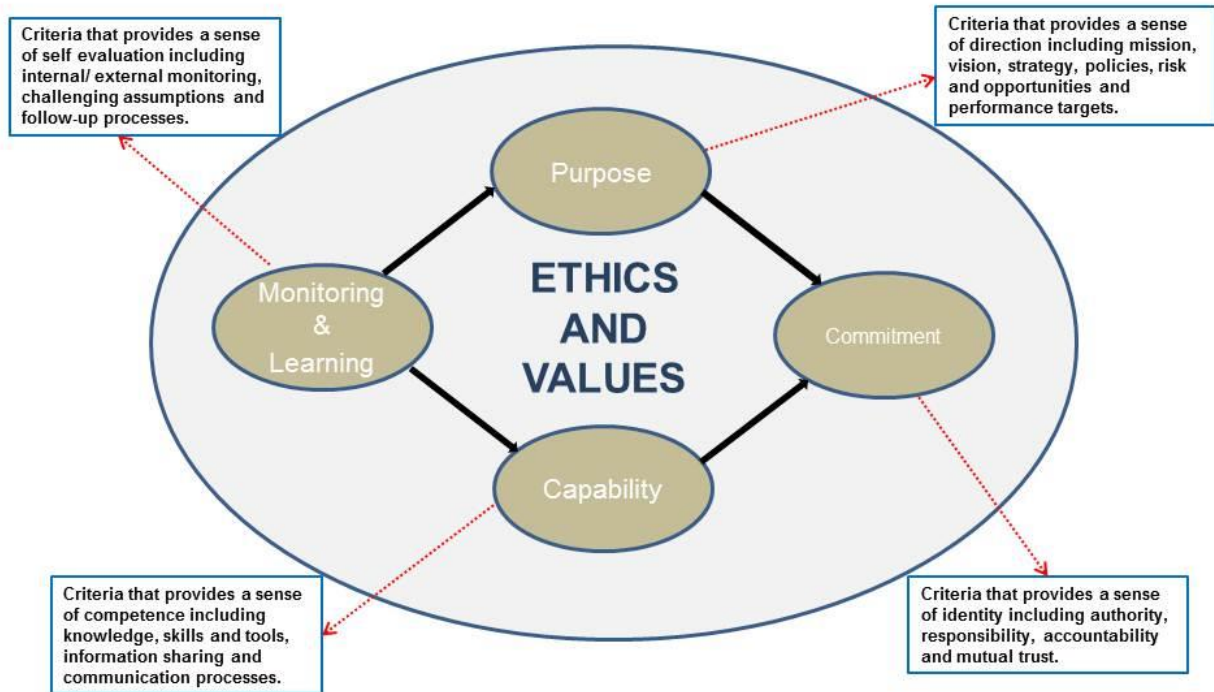 Criteria that provides a sense
of self evaluation including
internal/ external monitoring,
challenging assumptions and
follow-up processes.
Criteria that provides a sense
of direction including mission,
vision, strategy, policies, risk
and opportunities and
performance targets.
Purpose
Monitoring
&
Learning
ETHICS
AND
VALUES
Commitment
Capability
Criteria that provides a sense
of competence including
knowledge, skills and tools,
information sharing and
communication processes.
Criteria that provides a sense
of identity including authority,
responsibility, accountability
and mutual trust.